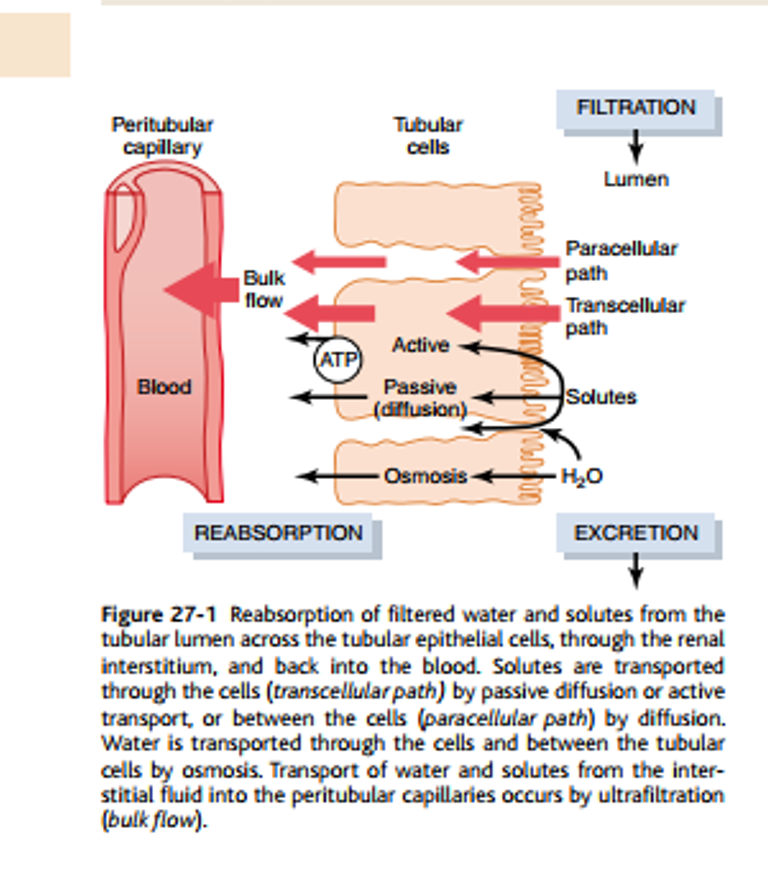 FILTRATION
Peritubular
capillary
Tubular
cells
Lumen
Paracellular
path
Bulk
flow
Transcellular
path
Active
ATP
Passive
(diffusion)
Blood
Solutes
Osmosis
H₂O
REABSORPTION
EXCRETION
Figure 27-1 Reabsorption of filtered water and solutes from the
tubular lumen across the tubular epithelial cells, through the renal
interstitium, and back into the blood. Solutes are transported
through the cells (transcellular path) by passive diffusion or active
transport, or between the cells (paracellular path) by diffusion.
Water is transported through the cells and between the tubular
cells by osmosis. Transport of water and solutes from the inter-
stitial fluid into the peritubular capillaries occurs by ultrafiltration
(bulk flow).